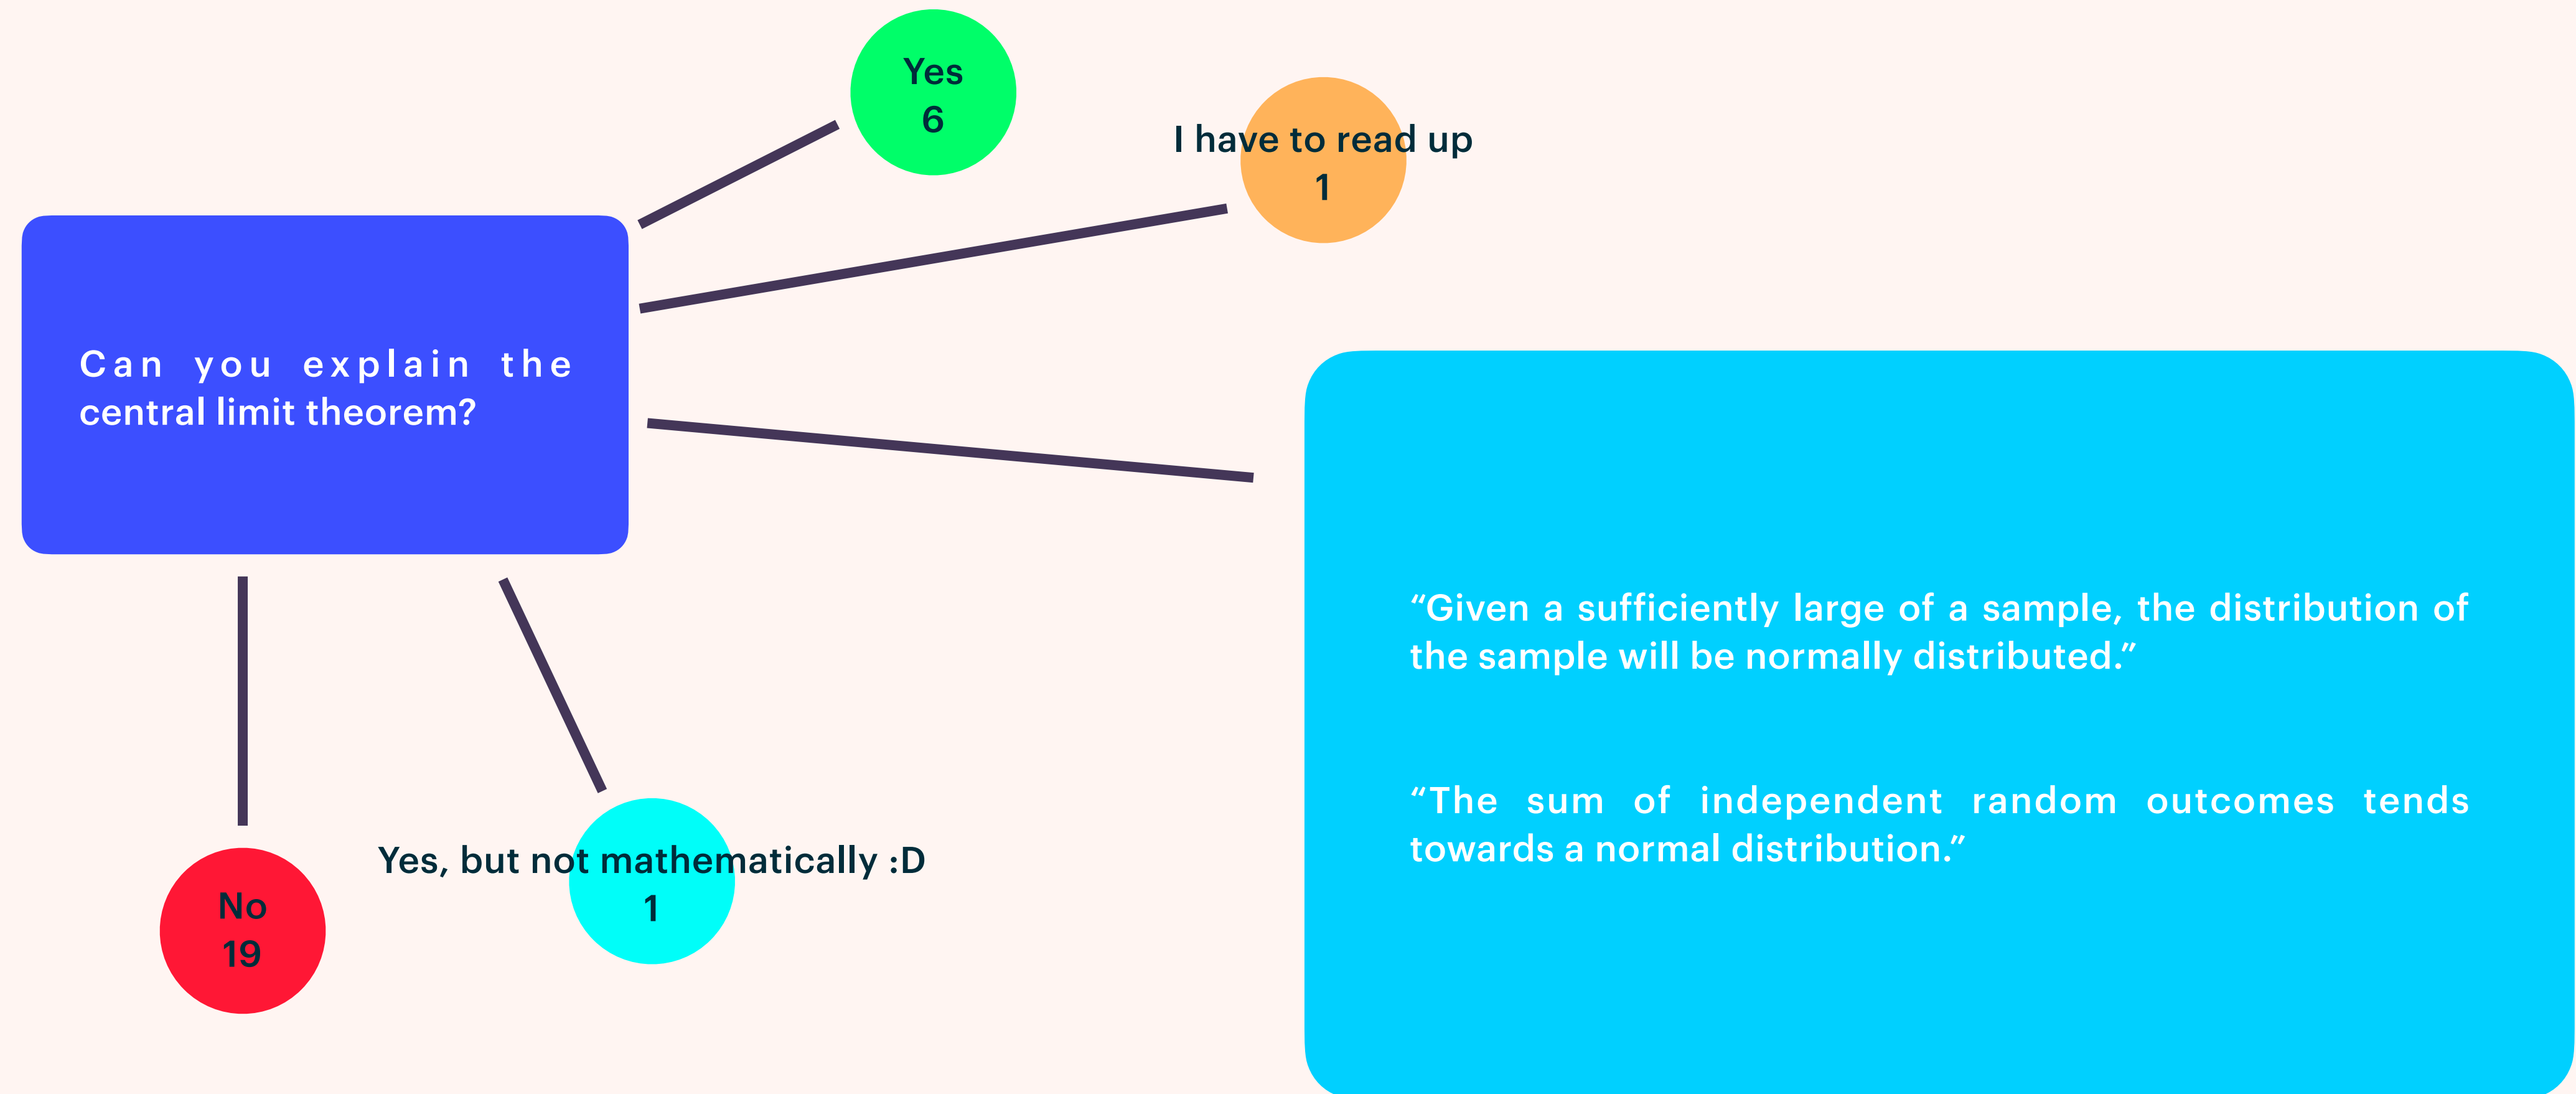 Yes
6
I have to read up
1
Can you explain the
central limit theorem?
“Given a sufficiently large of a sample, the distribution of
the sample will be normally distributed.”
“The sum of independent random outcomes tends
towards a normal distribution.”
Yes, but not mathematically :D
1
No
19